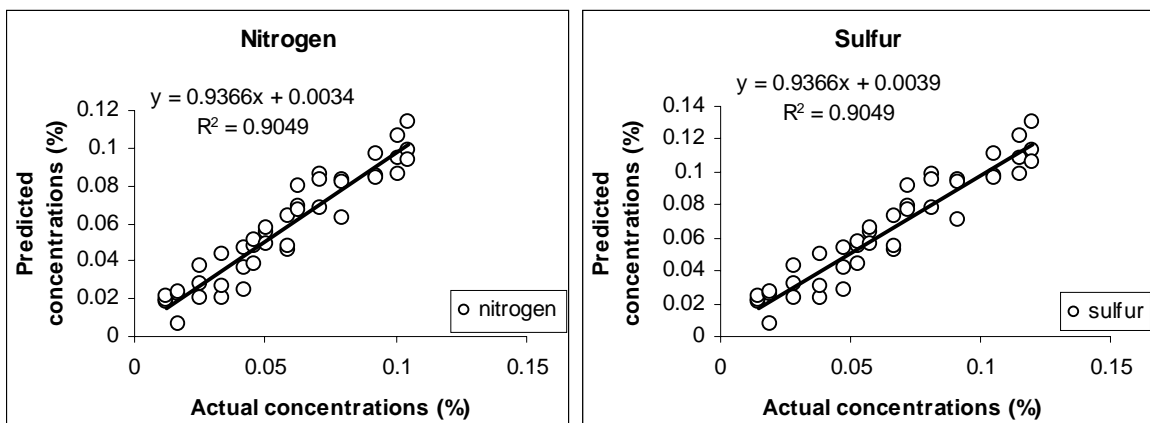 Nitrogen
y = 0.9366x + 0.0034
R² = 0.9049
0.12
0.1
0.08
0.06
0.04
0.02
0
Predicted
concentrations (%)
0
0.05
0.1
0.15
Actual concentrations (%)
nitrogen
Sulfur
y = 0.9366x + 0.0039
R² = 0.9049
0.14
0.12
0.1
0.08
0.06
0.04
0.02
0
Predicted
concentrations (%)
0
0.05
0.1
0.15
Actual concentrations (%)
sulfur